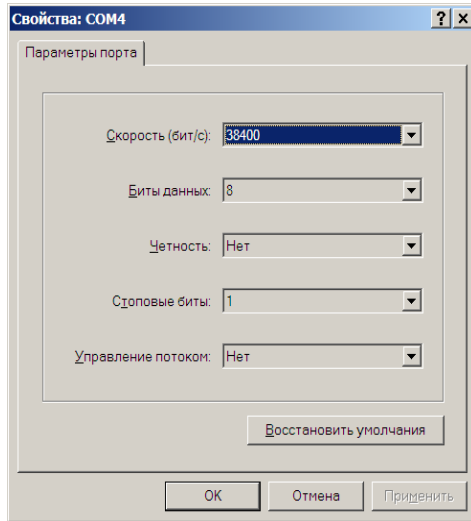 Свойства: COM4
Параметры порта
Скорость (бит/с): 38400
Биты данных: 8
Четность: Нет
Стоповые биты: 1
Управление потоком: Нет
Восстановить умолчания
OK Отмена Применить